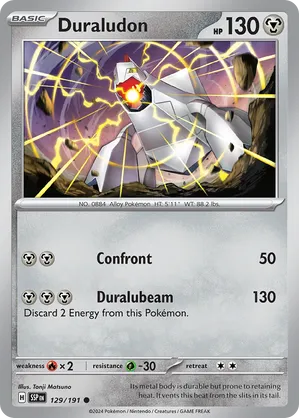 BASIC
Duraludon
HP 130
NO. 0884 Alloy Pokémon HT: 5'11" WT: 88.2 lbs.
Confront 50
Duralubeam 130
Discard 2 Energy from this Pokémon.
weakness ×2 resistance -30 retreat
Illus. Tonji Matsuno
H SSP EN 129/191
Its metal body is durable but prone to rusting.
It vents this heat from the slits in its tail.
©2024 Pokémon / Nintendo / Creatures / GAME FREAK